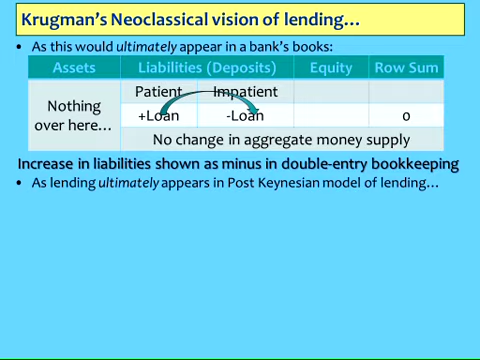 Krugman's Neoclassical vision of lending...
• As this would ultimately appear in a bank's books:
Assets Liabilities (Deposits) Equity Row Sum
Patient Impatient
Nothing over here...
+Loan -Loan 0
No change in aggregate money supply
Increase in liabilities shown as minus in double-entry bookkeeping
• As lending ultimately appears in Post Keynesian model of lending...